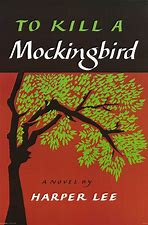 TO KILL A
Mockingbird
A NOVEL BY
HARPER LEE